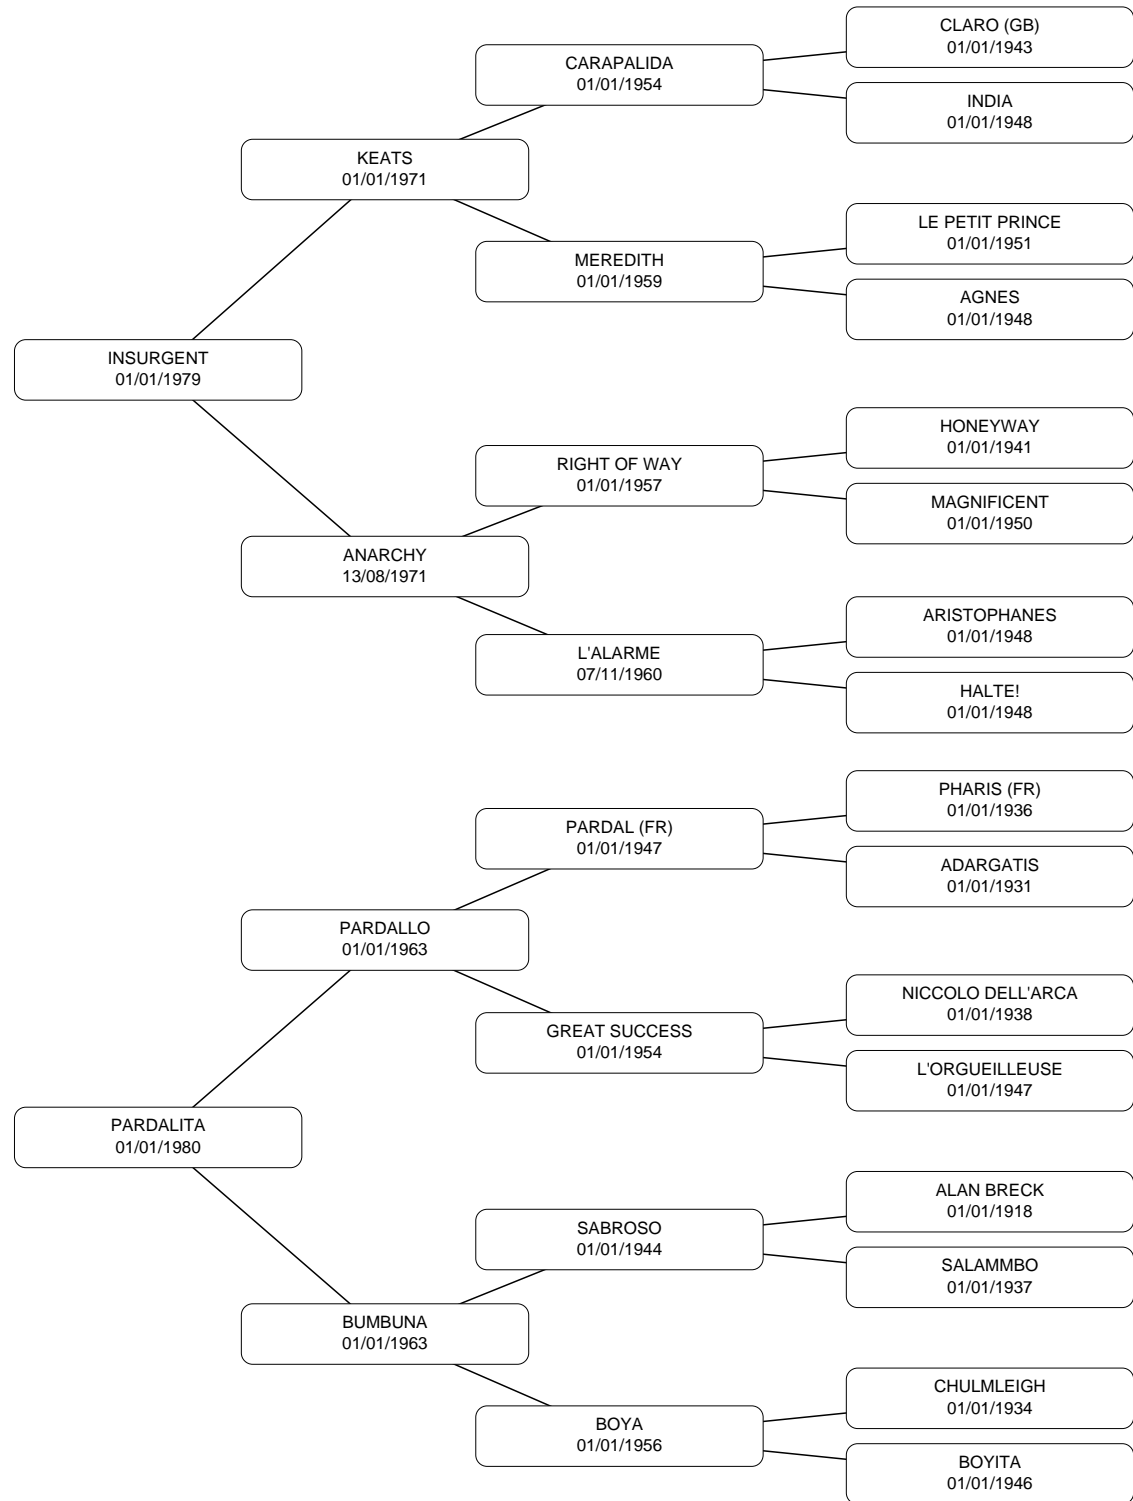 CLARO (GB)
01/01/1943
CARAPALIDA
01/01/1954
INDIA
01/01/1948
KEATS
01/01/1971
LE PETIT PRINCE
01/01/1951
MEREDITH
01/01/1959
AGNES
01/01/1948
INSURGENT
01/01/1979
HONEYWAY
01/01/1941
RIGHT OF WAY
01/01/1957
MAGNIFICENT
01/01/1950
ANARCHY
13/08/1971
ARISTOPHANES
01/01/1948
L'ALARME
07/11/1960
HALTE!
01/01/1948
PHARIS (FR)
01/01/1936
PARDAL (FR)
01/01/1947
ADARGATIS
01/01/1931
PARDALLO
01/01/1963
NICCOLO DELL'ARCA
01/01/1938
GREAT SUCCESS
01/01/1954
L'ORGUEILLEUSE
01/01/1947
PARDALITA
01/01/1980
ALAN BRECK
01/01/1918
SABROSO
01/01/1944
SALAMMBO
01/01/1937
BUMBUNA
01/01/1963
CHULMLEIGH
01/01/1934
BOYA
01/01/1956
BOYITA
01/01/1946